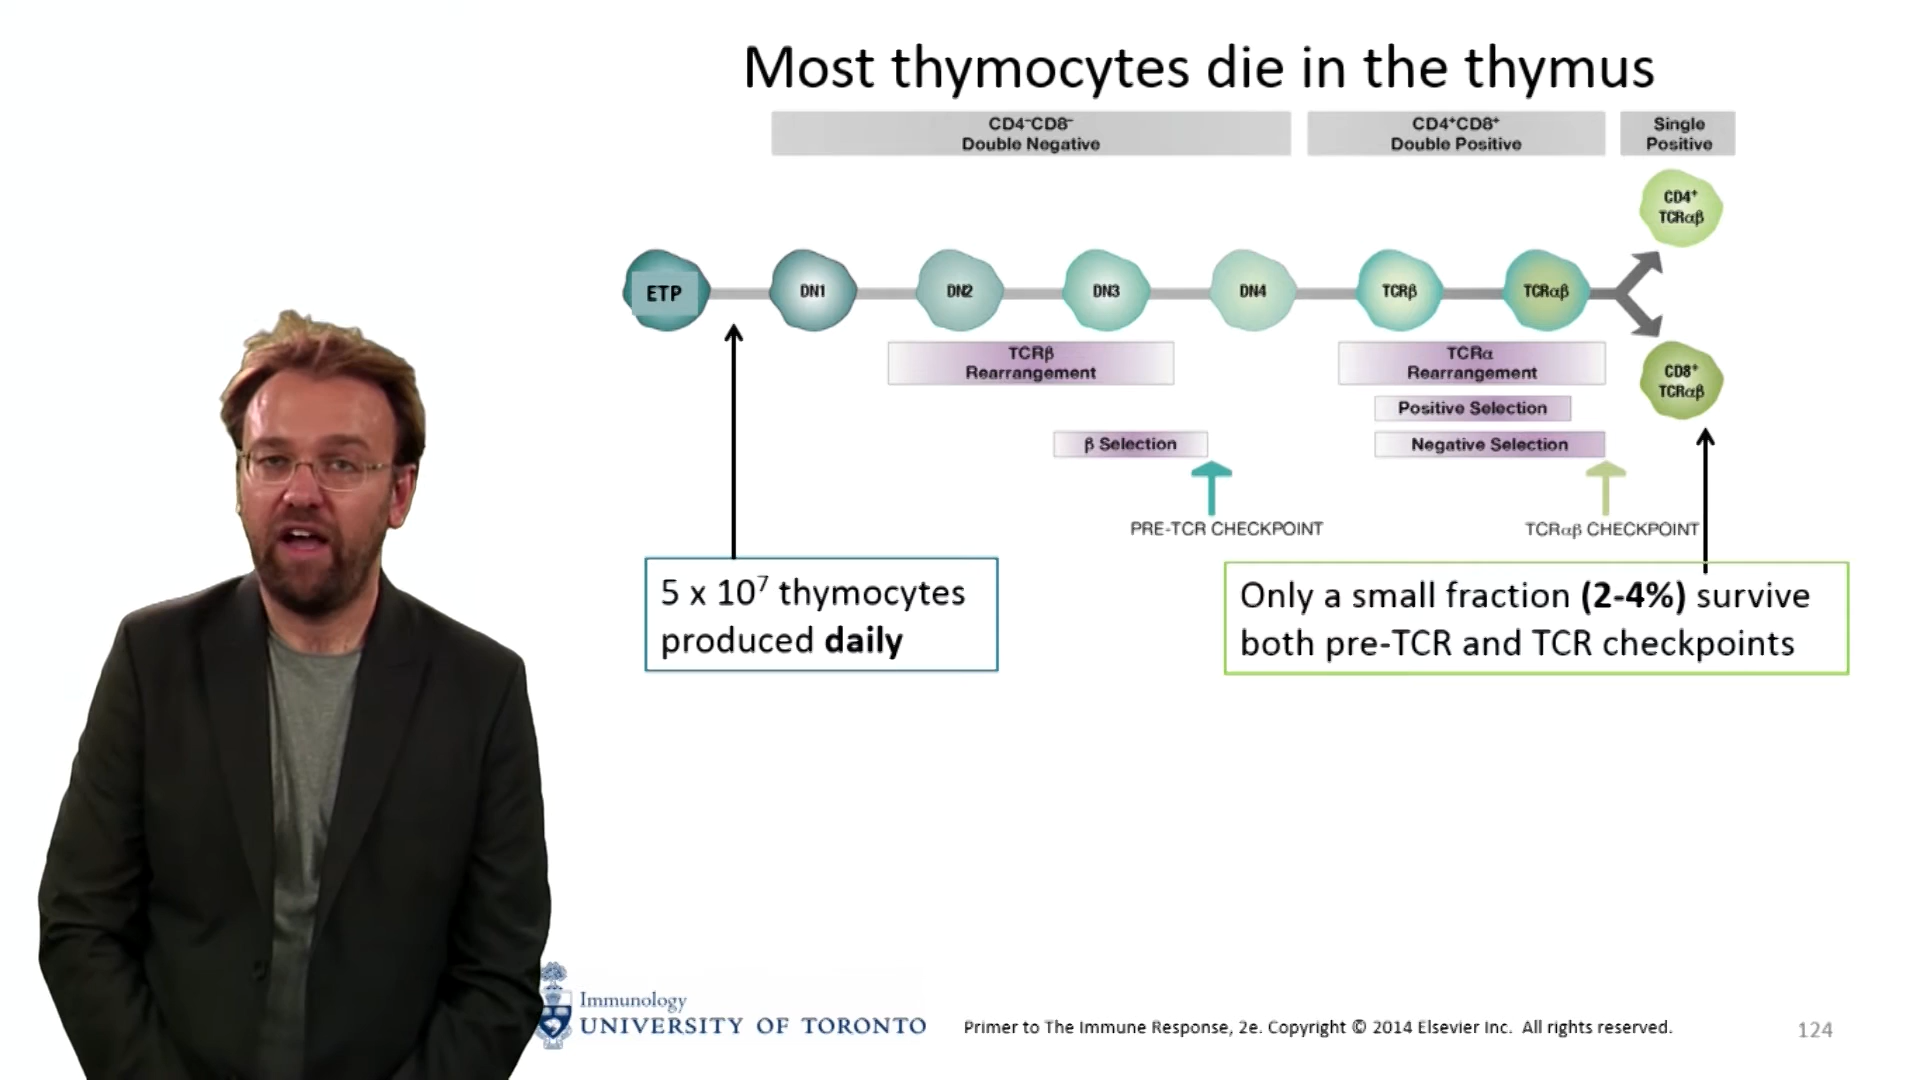 Most thymocytes die in the thymus
CD4⁻CD8⁻
Double Negative
CD4⁺CD8⁺
Double Positive
Single
Positive
CD4⁺
TCRαβ
ETP
DN1
DN2
DN3
DN4
TCRβ
TCRαβ
TCRβ
Rearrangement
TCRα
Rearrangement
CD8⁺
TCRαβ
Positive Selection
β Selection
Negative Selection
PRE-TCR CHECKPOINT
TCRαβ CHECKPOINT
5 x 10⁷ thymocytes
produced daily
Only a small fraction (2-4%) survive
both pre-TCR and TCR checkpoints
Immunology
UNIVERSITY OF TORONTO
Primer to The Immune Response, 2e. Copyright © 2014 Elsevier Inc. All rights reserved.
124